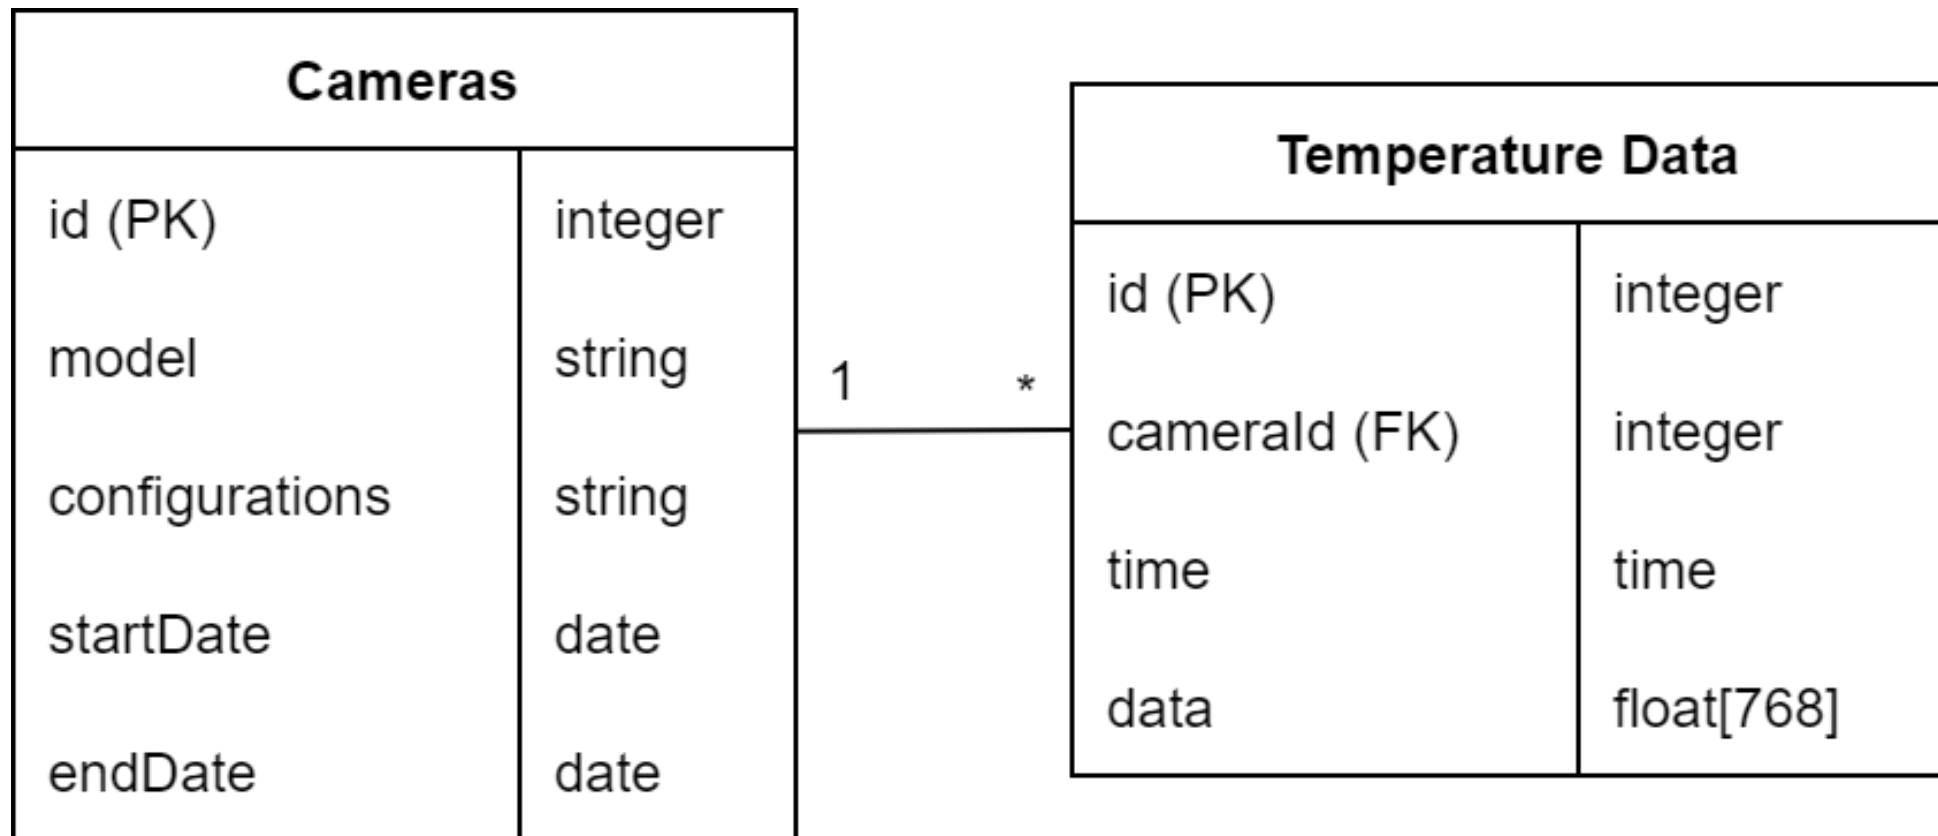 Cameras
id (PK) integer
model string
configurations string
startDate date
endDate date
1 *
Temperature Data
id (PK) integer
cameraId (FK) integer
time time
data float[768]